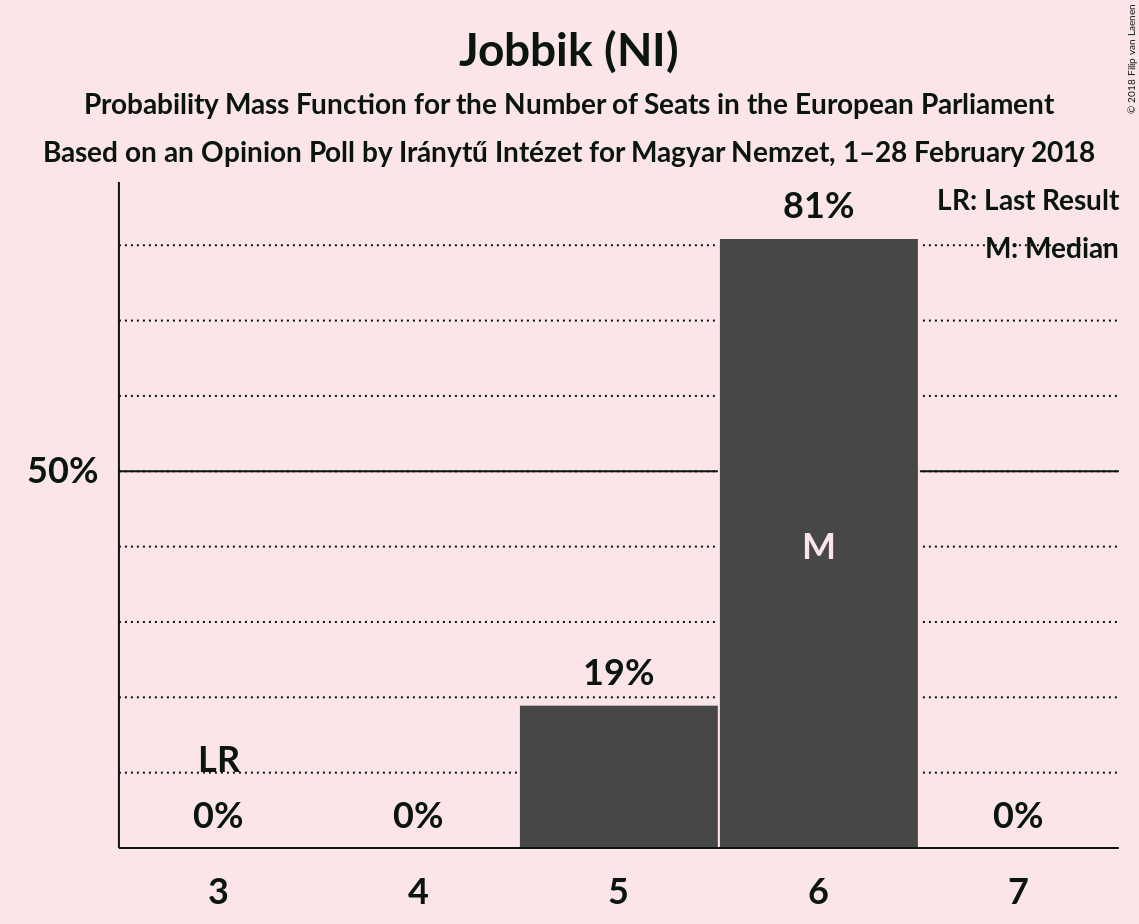 Jobbik (NI)
Probability Mass Function for the Number of Seats in the European Parliament
Based on an Opinion Poll by Iránytű Intézet for Magyar Nemzet, 1–28 February 2018
© 2018 Filip van Laenen
LR: Last Result
M: Median
81%
50%
M
19%
LR
0%
0%
0%
3
4
5
6
7